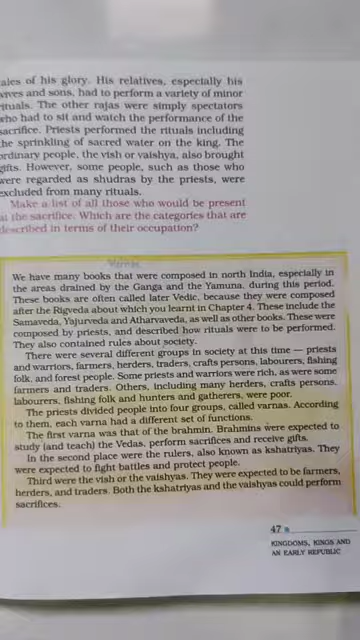 ales of his glory. His relatives, especially his
wives and sons, had to perform a variety of minor
rituals. The other rajas were simply spectators
who had to sit and watch the performance of the
sacrifice. Priests performed the rituals including
the sprinkling of sacred water on the king. The
ordinary people, the vish or vaishya, also brought
gifts. However, some people, such as those who
were regarded as shudras by the priests, were
excluded from many rituals.
Make a list of all those who would be present
at the sacrifice. Which are the categories that are
described in terms of their occupation?
Varnas
We have many books that were composed in north India, especially in
the areas drained by the Ganga and the Yamuna, during this period.
These books are often called later Vedic, because they were composed
after the Rigveda about which you learnt in Chapter 4. These include the
Samaveda, Yajurveda and Atharvaveda, as well as other books. These were
composed by priests, and described how rituals were to be performed.
They also contained rules about society.
There were several different groups in society at this time — priests
and warriors, farmers, herders, traders, crafts persons, labourers, fishing
folk, and forest people. Some priests and warriors were rich, as were some
farmers and traders. Others, including many herders, crafts persons,
labourers, fishing folk and hunters and gatherers, were poor.
The priests divided people into four groups, called varnas. According
to them, each varna had a different set of functions.
The first varna was that of the brahmin. Brahmins were expected to
study (and teach) the Vedas, perform sacrifices and receive gifts.
In the second place were the rulers, also known as kshatriyas. They
were expected to fight battles and protect people.
Third were the vish or the vaishyas. They were expected to be farmers,
herders, and traders. Both the kshatriyas and the vaishyas could perform
sacrifices.
47
KINGDOMS, KINGS AND
AN EARLY REPUBLIC